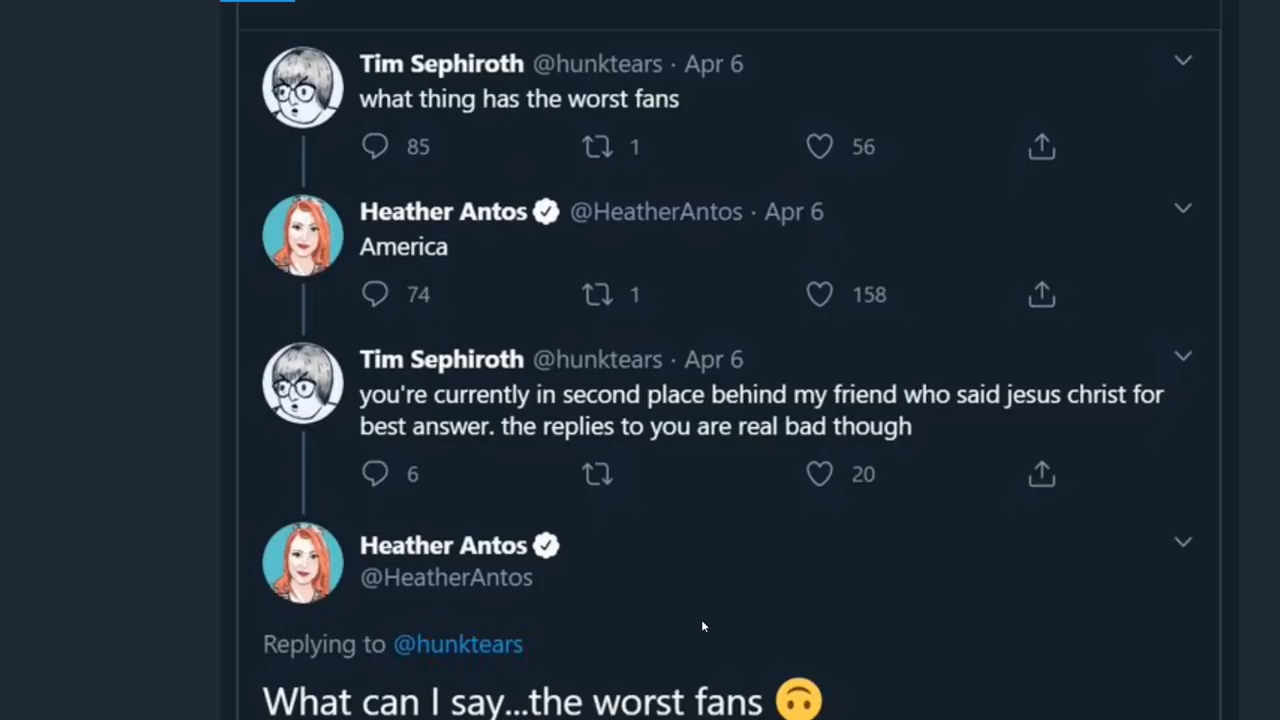 Tim Sephiroth @hunktears · Apr 6
what thing has the worst fans
85 1 56
Heather Antos @HeatherAntos · Apr 6
America
74 1 158
Tim Sephiroth @hunktears · Apr 6
you're currently in second place behind my friend who said jesus christ for
best answer. the replies to you are real bad though
6 20
Heather Antos
@HeatherAntos
Replying to @hunktears
What can I say...the worst fans 🙃